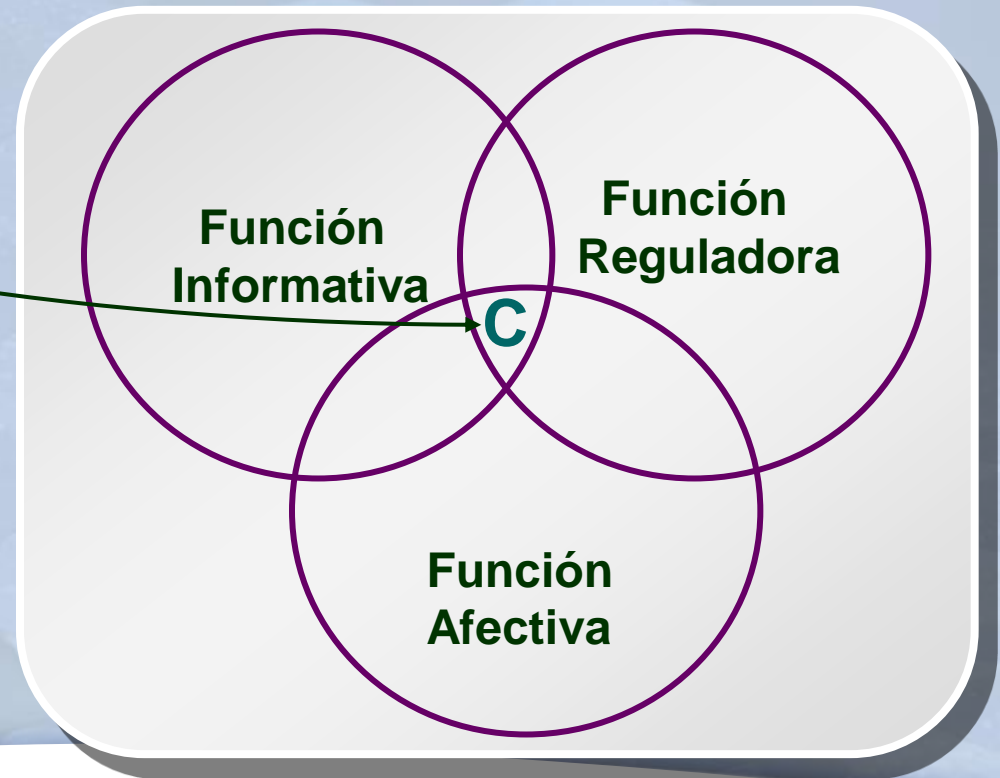 Función
Informativa
Función
Reguladora
C
Función
Afectiva